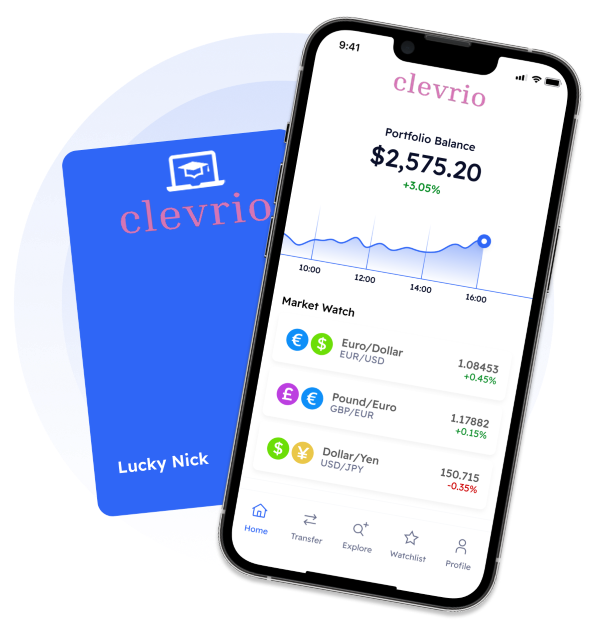 clevrio
Lucky Nick
9:41
clevrio
Portfolio Balance
$2,575.20
+3.05%
10:00
12:00
14:00
16:00
Market Watch
€ $ Euro/Dollar 1.08453
EUR/USD +0.45%
£ € Pound/Euro 1.17882
GBP/EUR +0.15%
$ ¥ Dollar/Yen 150.715
USD/JPY -0.35%
Home
Transfer
Explore
Watchlist
Profile